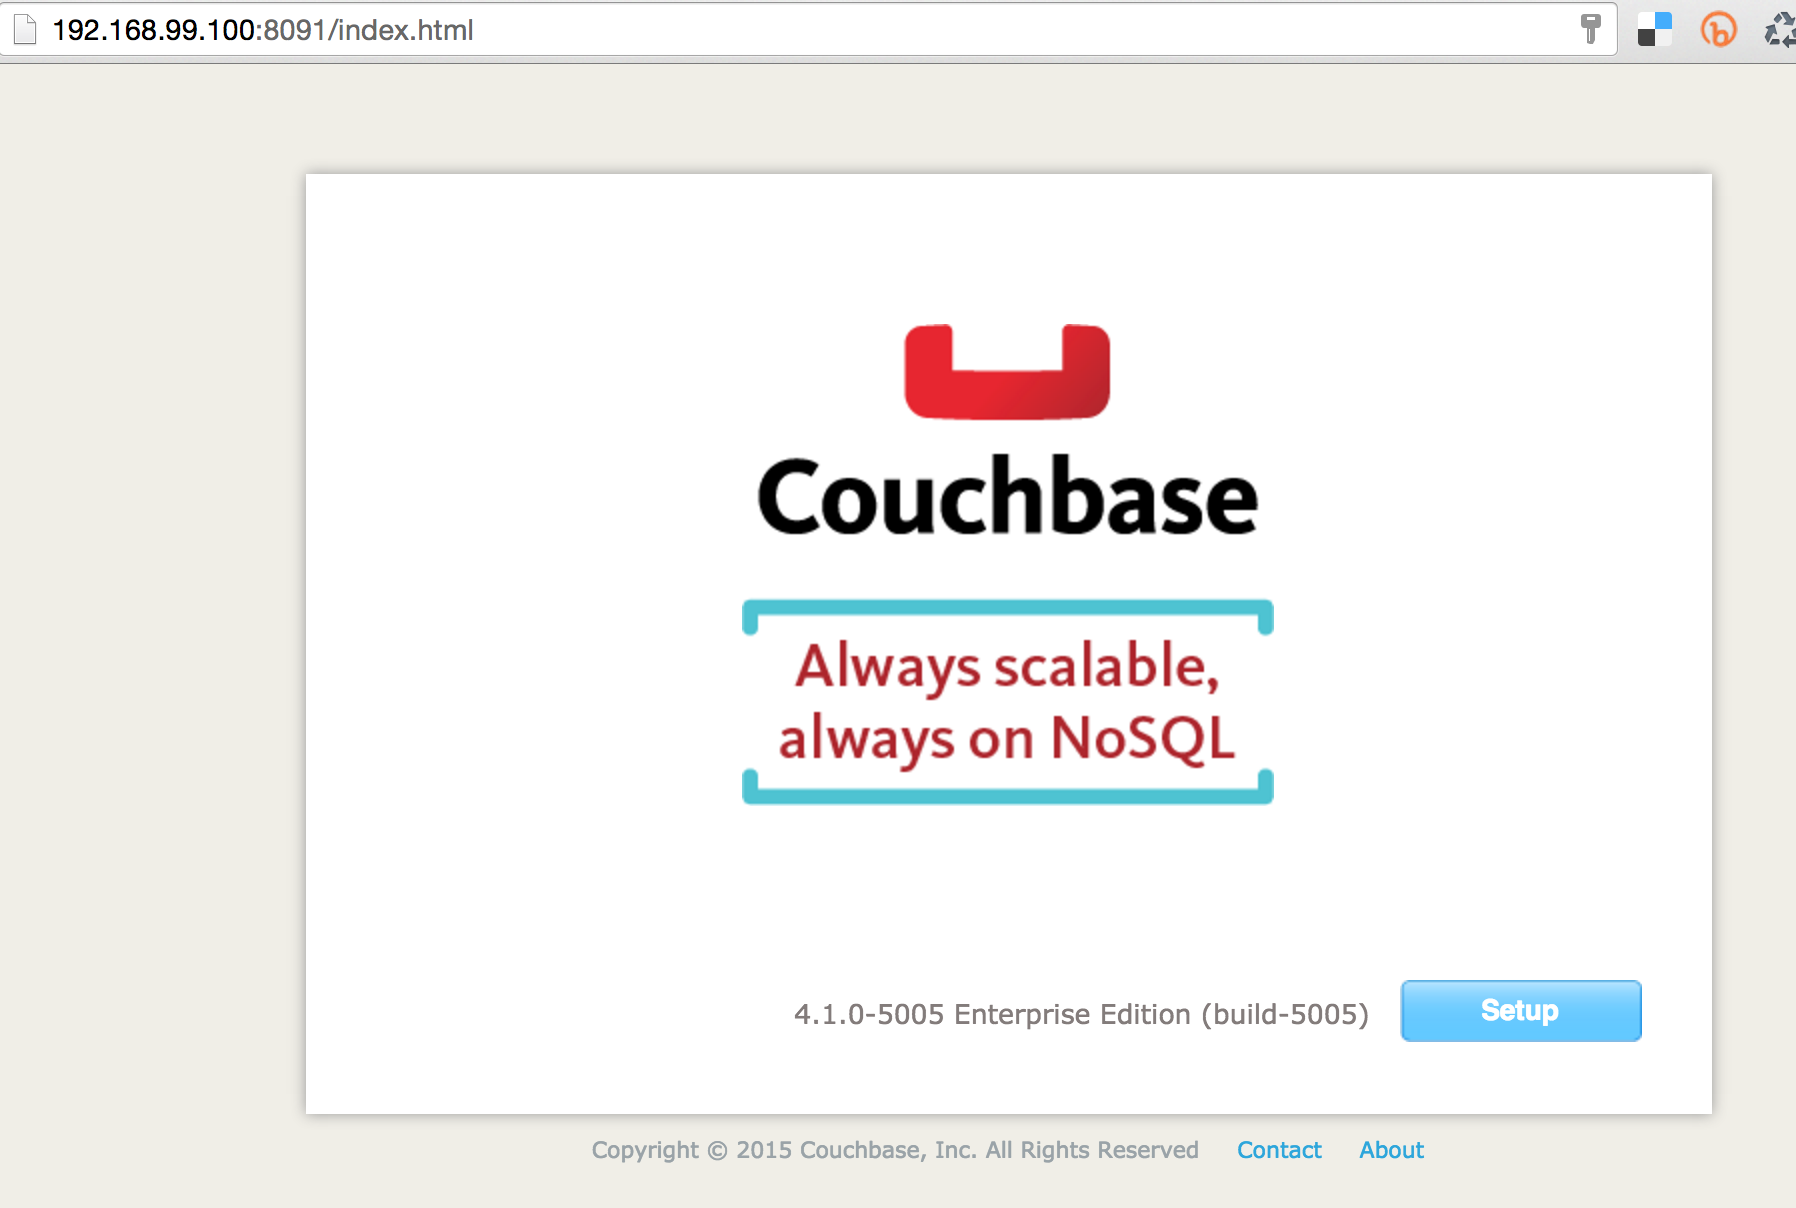 192.168.99.100:8091/index.html
Couchbase
Always scalable,
always on NoSQL
4.1.0-5005 Enterprise Edition (build-5005)
Setup
Copyright © 2015 Couchbase, Inc. All Rights Reserved Contact About